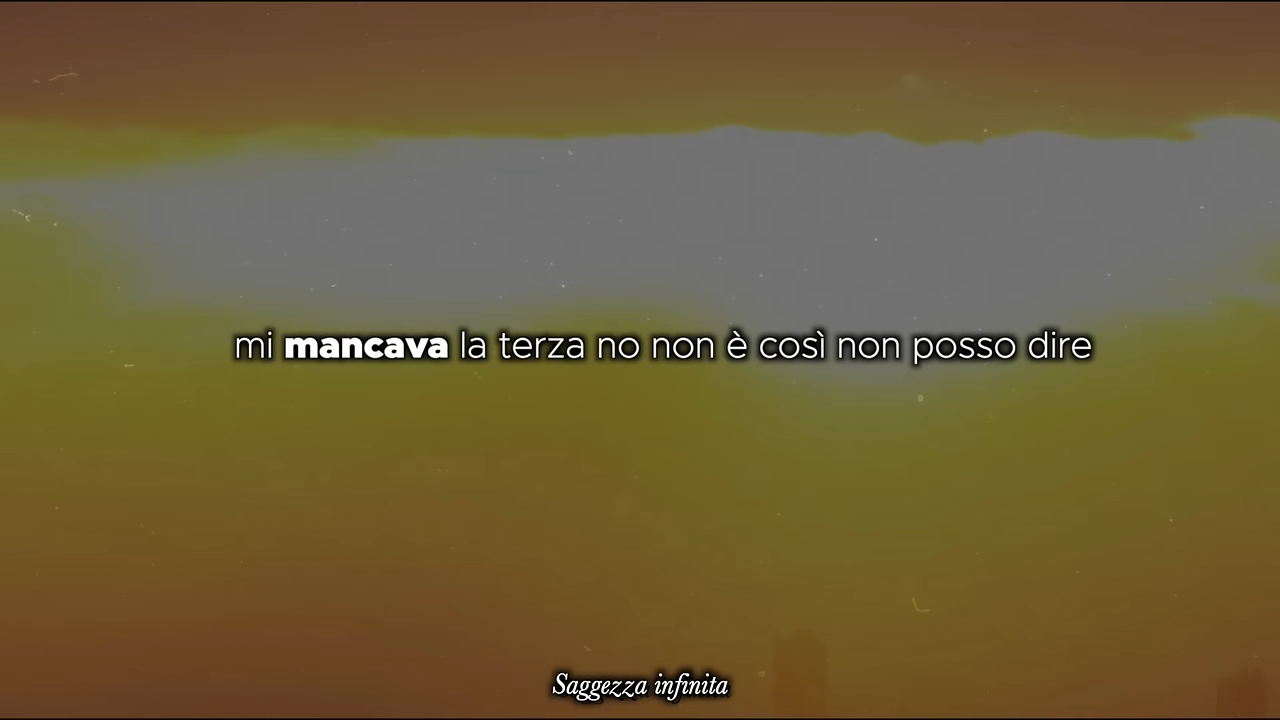 mi mancava la terza no non è così non posso dire
Saggezza infinita